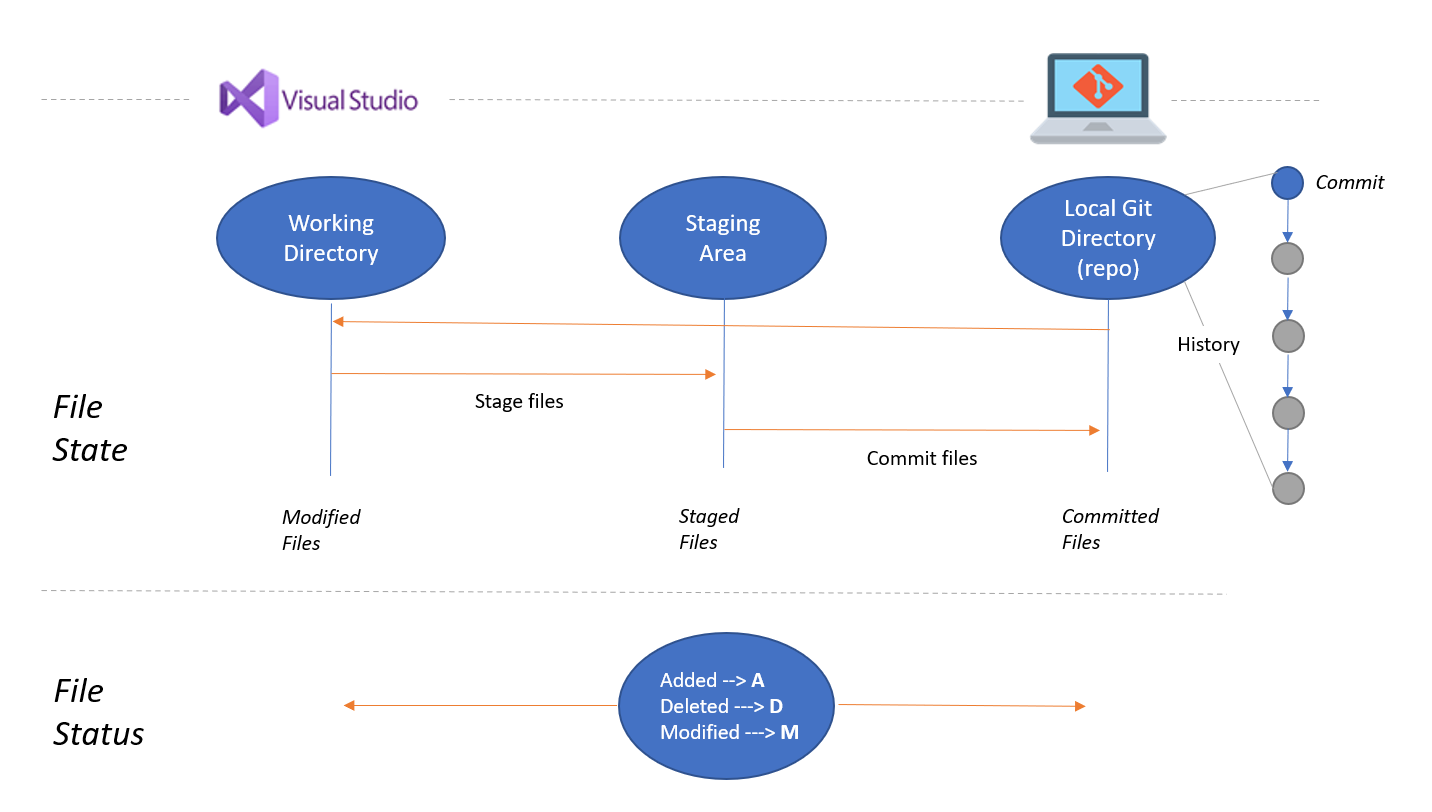 Visual Studio
Working
Directory
Staging
Area
Local Git
Directory
(repo)
Commit
History
Stage files
Commit files
File
State
Modified
Files
Staged
Files
Committed
Files
File
Status
Added --> A
Deleted ---> D
Modified ---> M